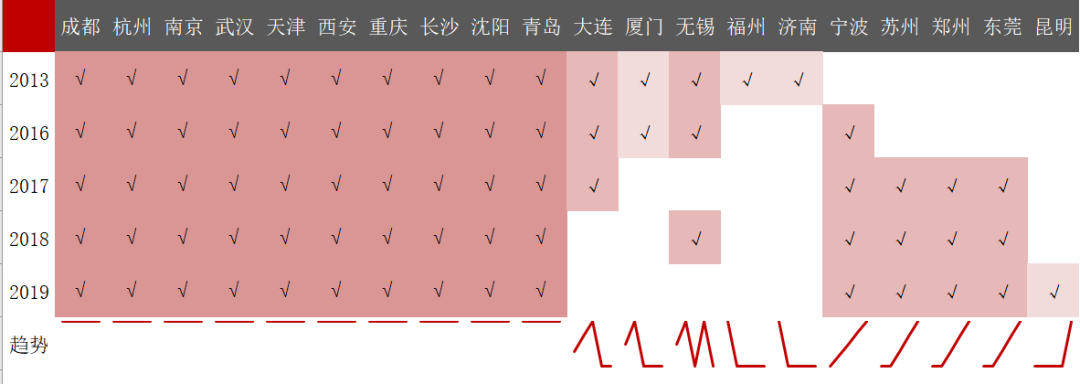 成都 杭州 南京 武汉 天津 西安 重庆 长沙 沈阳 青岛 大连 厦门 无锡 福州 济南 宁波 苏州 郑州 东莞 昆明
2013 √ √ √ √ √ √ √ √ √ √ √ √ √ √ √
2016 √ √ √ √ √ √ √ √ √ √ √ √ √ √
2017 √ √ √ √ √ √ √ √ √ √ √ √ √ √ √
2018 √ √ √ √ √ √ √ √ √ √ √ √ √ √ √
2019 √ √ √ √ √ √ √ √ √ √ √ √ √ √ √
趋势